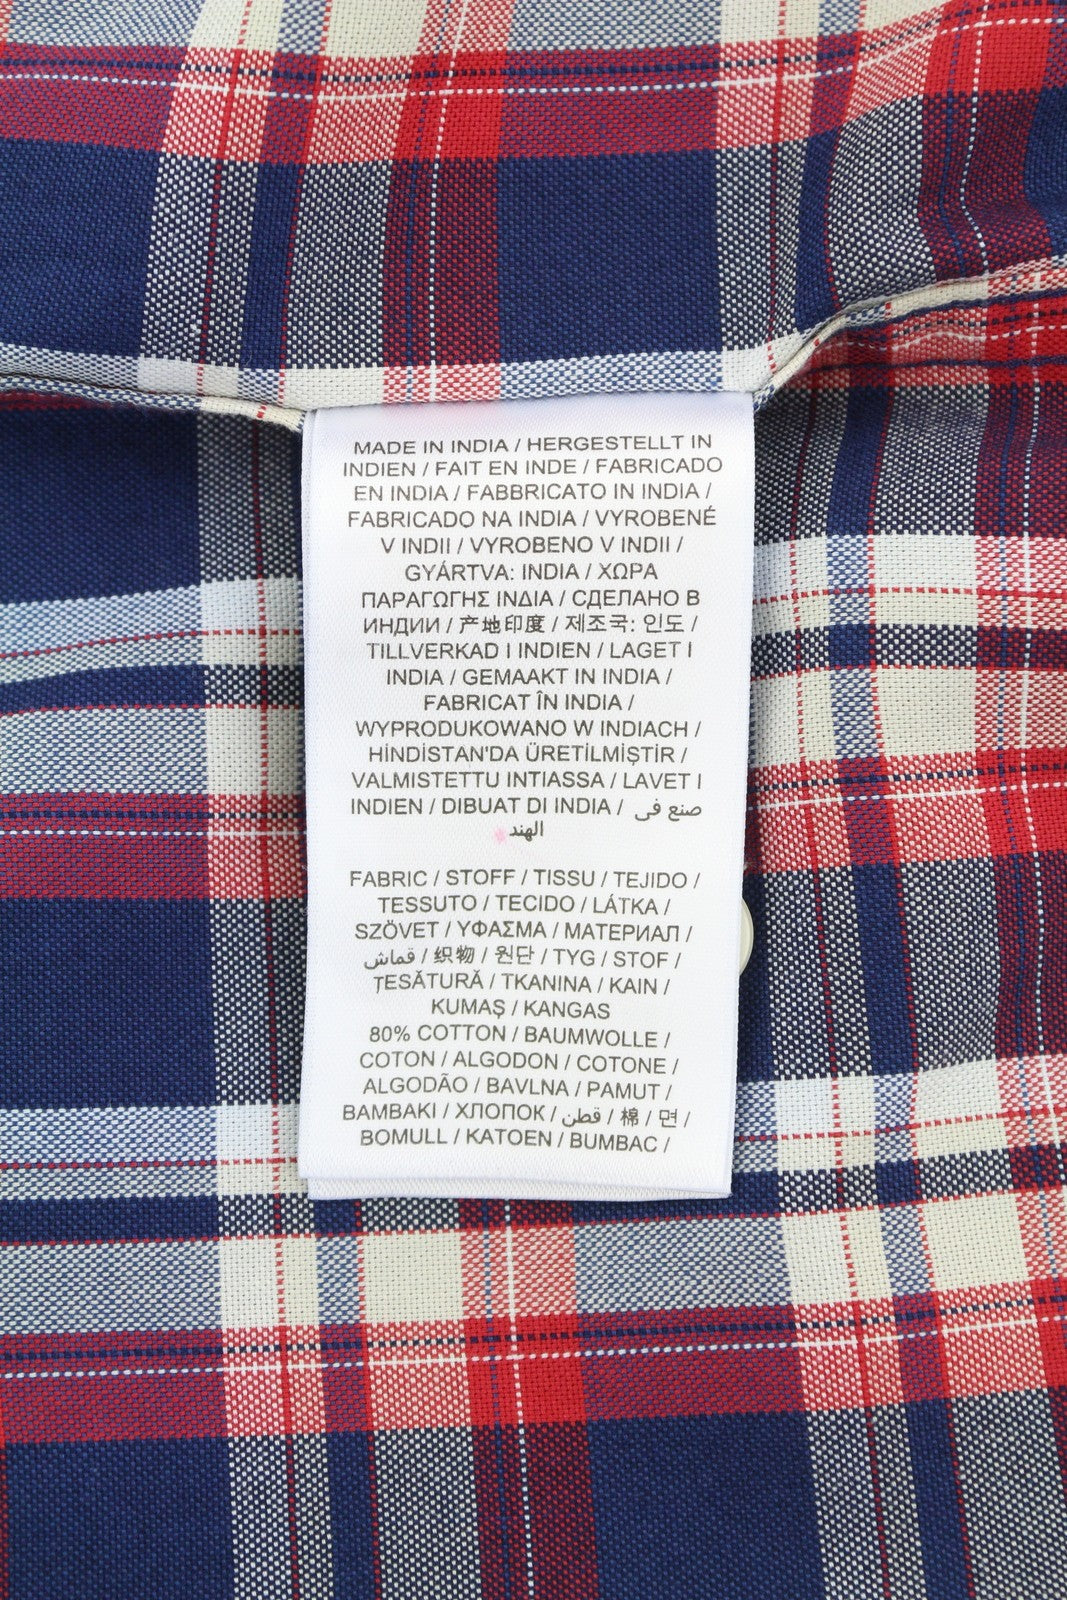 MADE IN INDIA / HERGESTELLT IN
INDIEN / FAIT EN INDE / FABRICADO
EN INDIA / FABBRICATO IN INDIA /
FABRICADO NA INDIA / VYROBENÉ
V INDII / VYROBENO V INDII /
GYÁRTVA: INDIA / ΧΩΡΑ
ΠΑΡΑΓΩΓΗΣ ΙΝΔΙΑ / СДЕЛАНО В
ИНДИИ / 产地印度 / 제조국: 인도 /
TILLVERKAD I INDIEN / LAGET I
INDIA / GEMAAKT IN INDIA /
FABRICAT ÎN INDIA /
WYPRODUKOWANO W INDIACH /
HİNDİSTAN'DA ÜRETİLMİŞTİR /
VALMISTETTU INTIASSA / LAVET I
INDIEN / DIBUAT DI INDIA / صنع في
الهند
FABRIC / STOFF / TISSU / TEJIDO /
TESSUTO / TECIDO / LÁTKA /
SZÖVET / ΥΦΑΣΜΑ / МАТЕРИАЛ /
قماش / 织物 / 원단 / TYG / STOF /
ŢESĂTURĂ / TKANINA / KAIN /
KUMAŞ / KANGAS
80% COTTON / BAUMWOLLE /
COTON / ALGODON / COTONE /
ALGODÃO / BAVLNA / PAMUT /
BAMBAKI / ХЛОПОК / قطن / 棉 / 면 /
BOMULL / KATOEN / BUMBAC /